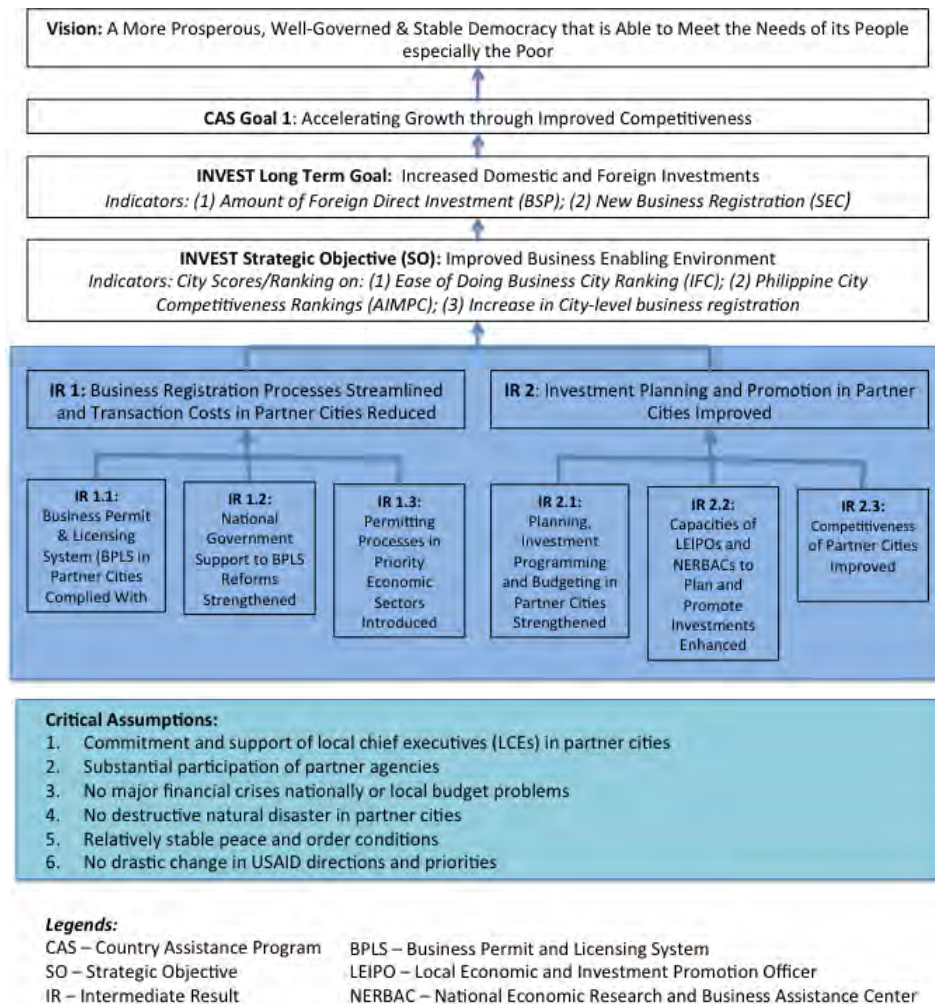 Vision: A More Prosperous, Well-Governed & Stable Democracy that is Able to Meet the Needs of its People
especially the Poor
CAS Goal 1: Accelerating Growth through Improved Competitiveness
INVEST Long Term Goal: Increased Domestic and Foreign Investments
Indicators: (1) Amount of Foreign Direct Investment (BSP); (2) New Business Registration (SEC)
INVEST Strategic Objective (SO): Improved Business Enabling Environment
Indicators: City Scores/Ranking on: (1) Ease of Doing Business City Ranking (IFC); (2) Philippine City
Competitiveness Rankings (AIMPC); (3) Increase in City-level business registration
IR 1: Business Registration Processes Streamlined
and Transaction Costs in Partner Cities Reduced
IR 2: Investment Planning and Promotion in Partner
Cities Improved
IR 1.1:
Business Permit
& Licensing
System (BPLS in
Partner Cities
Complied With
IR 1.2:
National
Government
Support to BPLS
Reforms
Strengthened
IR 1.3:
Permitting
Processes in
Priority
Economic
Sectors
Introduced
IR 2.1:
Planning,
Investment
Programming
and Budgeting in
Partner Cities
Strengthened
IR 2.2:
Capacities of
LEIPOs and
NERBACs to
Plan and
Promote
Investments
Enhanced
IR 2.3:
Competitiveness
of Partner Cities
Improved
Critical Assumptions:
1. Commitment and support of local chief executives (LCEs) in partner cities
2. Substantial participation of partner agencies
3. No major financial crises nationally or local budget problems
4. No destructive natural disaster in partner cities
5. Relatively stable peace and order conditions
6. No drastic change in USAID directions and priorities
Legends:
CAS – Country Assistance Program BPLS – Business Permit and Licensing System
SO – Strategic Objective LEIPO – Local Economic and Investment Promotion Officer
IR – Intermediate Result NERBAC – National Economic Research and Business Assistance Center